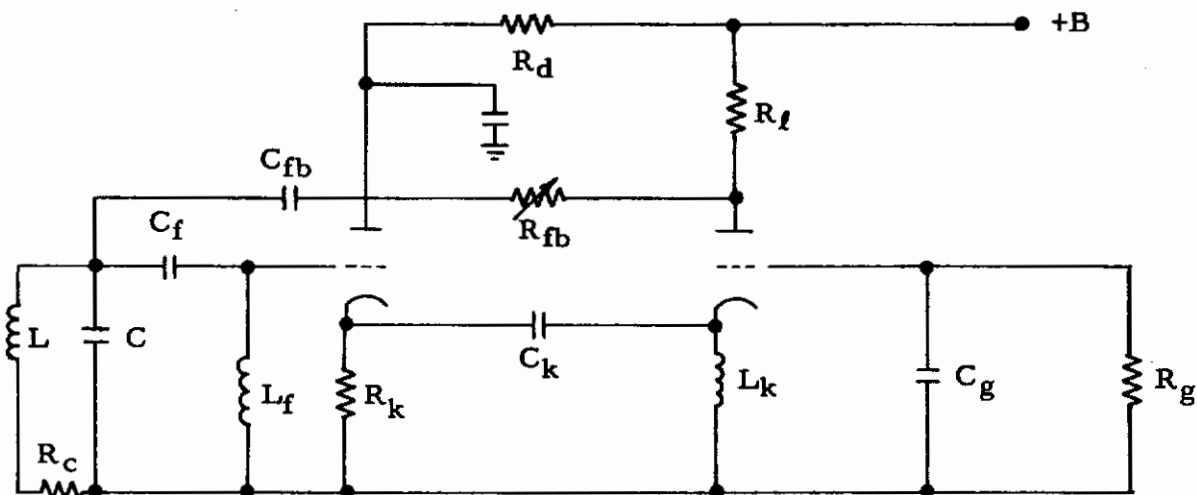 +B
R_d
R_ℓ
C_fb
C_f
R_fb
L
C
C_k
L_f
R_k
L_k
C_g
R_g
R_c